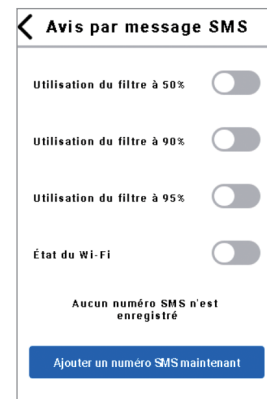 Avis par message SMS
Utilisation du filtre à 50%
Utilisation du filtre à 90%
Utilisation du filtre à 95%
État du Wi-Fi
Aucun numéro SMS n'est
enregistré
Ajouter un numéro SMS maintenant